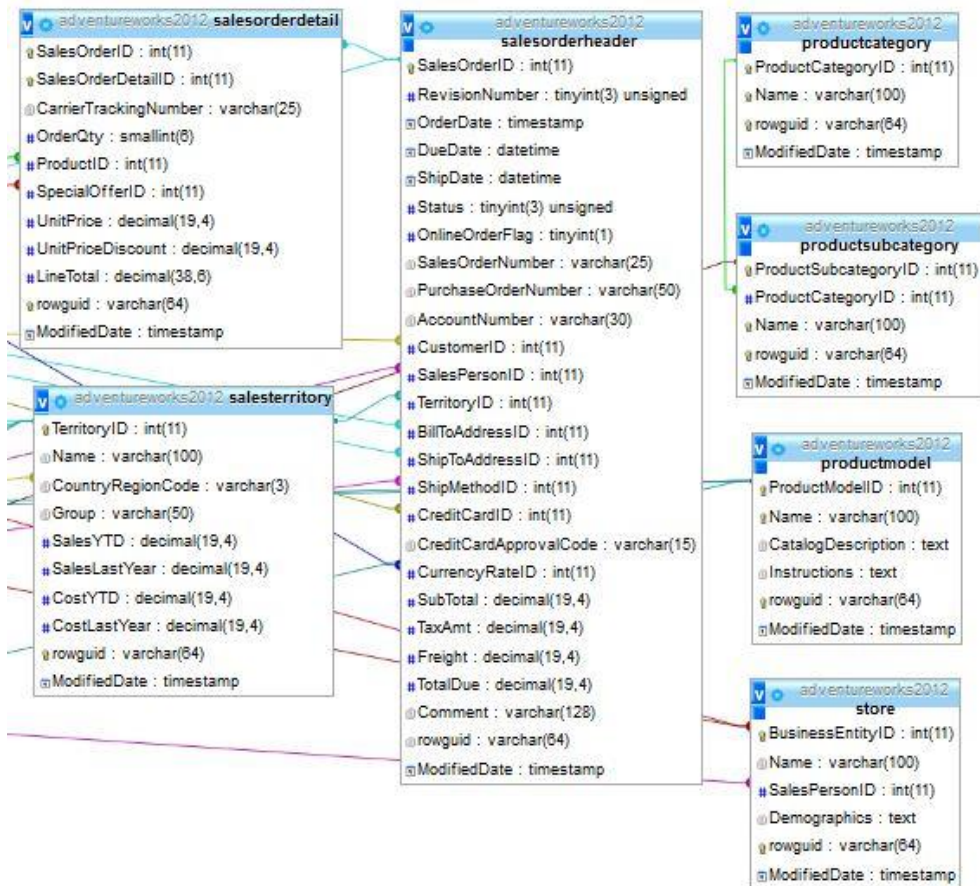 v adventureworks2012 salesorderdetail
SalesOrderID : int(11)
SalesOrderDetailID : int(11)
CarrierTrackingNumber : varchar(25)
# OrderQty : smallint(6)
# ProductID : int(11)
# SpecialOfferID : int(11)
# UnitPrice : decimal(19,4)
# UnitPriceDiscount : decimal(19,4)
# LineTotal : decimal(38,6)
rowguid : varchar(64)
ModifiedDate : timestamp
v adventureworks2012 salesterritory
TerritoryID : int(11)
Name : varchar(100)
CountryRegionCode : varchar(3)
Group : varchar(50)
# SalesYTD : decimal(19,4)
# SalesLastYear : decimal(19,4)
# CostYTD : decimal(19,4)
# CostLastYear : decimal(19,4)
rowguid : varchar(64)
ModifiedDate : timestamp
v adventureworks2012
salesorderheader
SalesOrderID : int(11)
# RevisionNumber : tinyint(3) unsigned
OrderDate : timestamp
DueDate : datetime
ShipDate : datetime
# Status : tinyint(3) unsigned
# OnlineOrderFlag : tinyint(1)
SalesOrderNumber : varchar(25)
PurchaseOrderNumber : varchar(50)
AccountNumber : varchar(30)
# CustomerID : int(11)
# SalesPersonID : int(11)
# TerritoryID : int(11)
# BillToAddressID : int(11)
# ShipToAddressID : int(11)
# ShipMethodID : int(11)
# CreditCardID : int(11)
CreditCardApprovalCode : varchar(15)
# CurrencyRateID : int(11)
# SubTotal : decimal(19,4)
# TaxAmt : decimal(19,4)
# Freight : decimal(19,4)
# TotalDue : decimal(19,4)
Comment : varchar(128)
rowguid : varchar(64)
ModifiedDate : timestamp
v adventureworks2012
productcategory
ProductCategoryID : int(11)
Name : varchar(100)
rowguid : varchar(64)
ModifiedDate : timestamp
v adventureworks2012
productsubcategory
ProductSubcategoryID : int(11)
# ProductCategoryID : int(11)
Name : varchar(100)
rowguid : varchar(64)
ModifiedDate : timestamp
v adventureworks2012
productmodel
ProductModelID : int(11)
Name : varchar(100)
CatalogDescription : text
Instructions : text
rowguid : varchar(64)
ModifiedDate : timestamp
v adventureworks2012
store
BusinessEntityID : int(11)
Name : varchar(100)
# SalesPersonID : int(11)
Demographics : text
rowguid : varchar(64)
ModifiedDate : timestamp